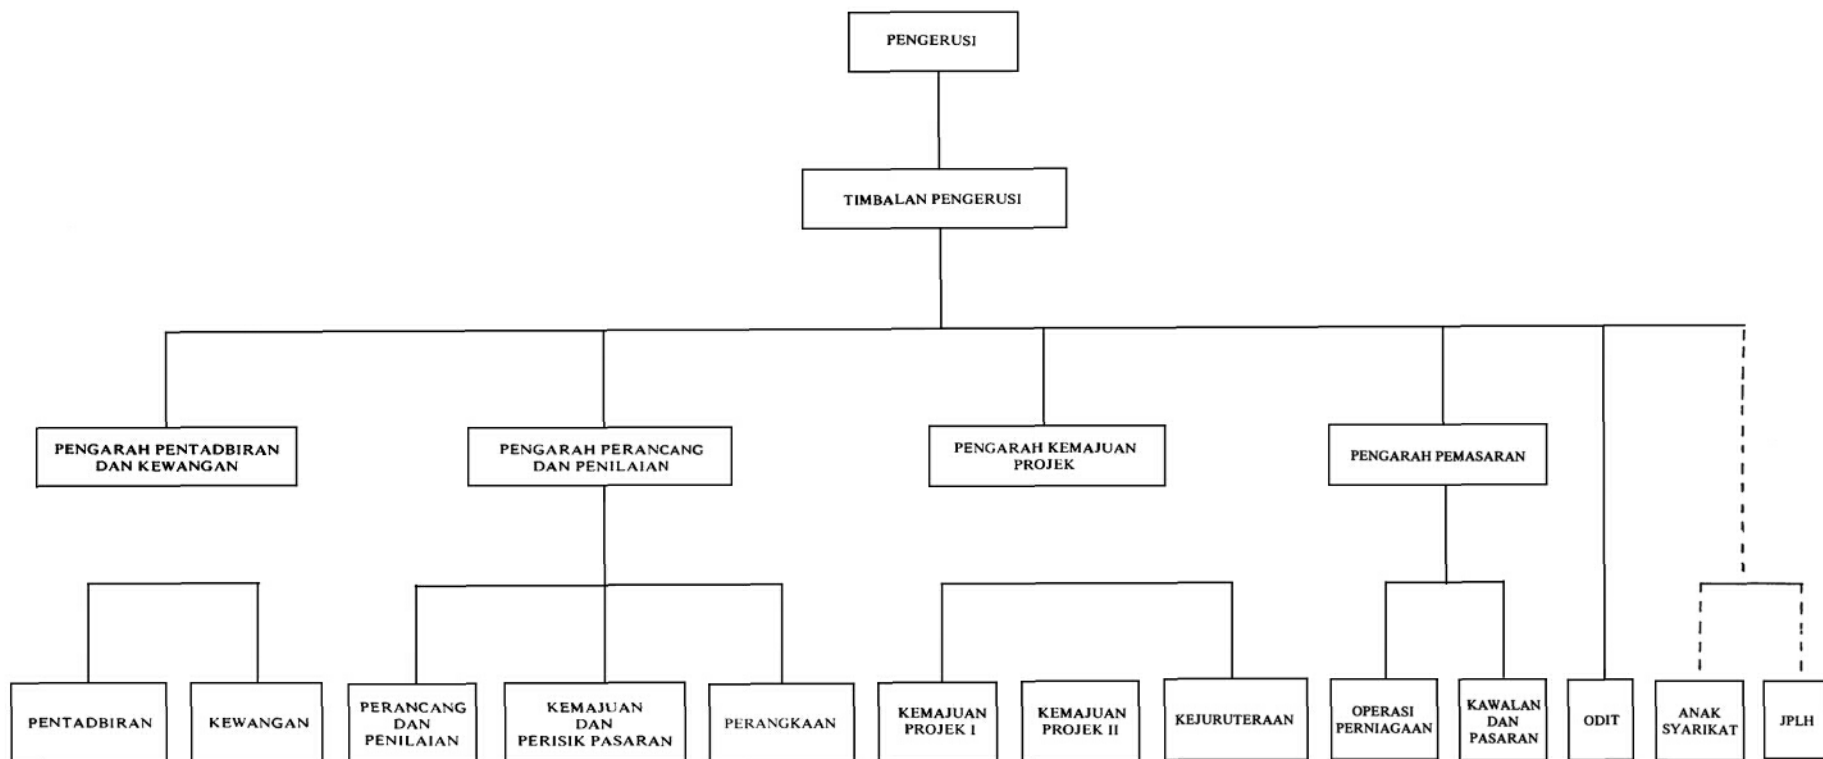 PENGERUSI
TIMBALAN PENGERUSI
PENGARAH PENTADBIRAN
DAN KEWANGAN
PENGARAH PERANCANG
DAN PENILAIAN
PENGARAH KEMAJUAN
PROJEK
PENGARAH PEMASARAN
PENTADBIRAN
KEWANGAN
PERANCANG
DAN
PENILAIAN
KEMAJUAN
DAN
PERISIK PASARAN
PERANGKAAN
KEMAJUAN
PROJEK I
KEMAJUAN
PROJEK II
KEJURUTERAAN
OPERASI
PERNIAGAAN
KAWALAN
DAN
PASARAN
ODIT
ANAK
SYARIKAT
JPLH